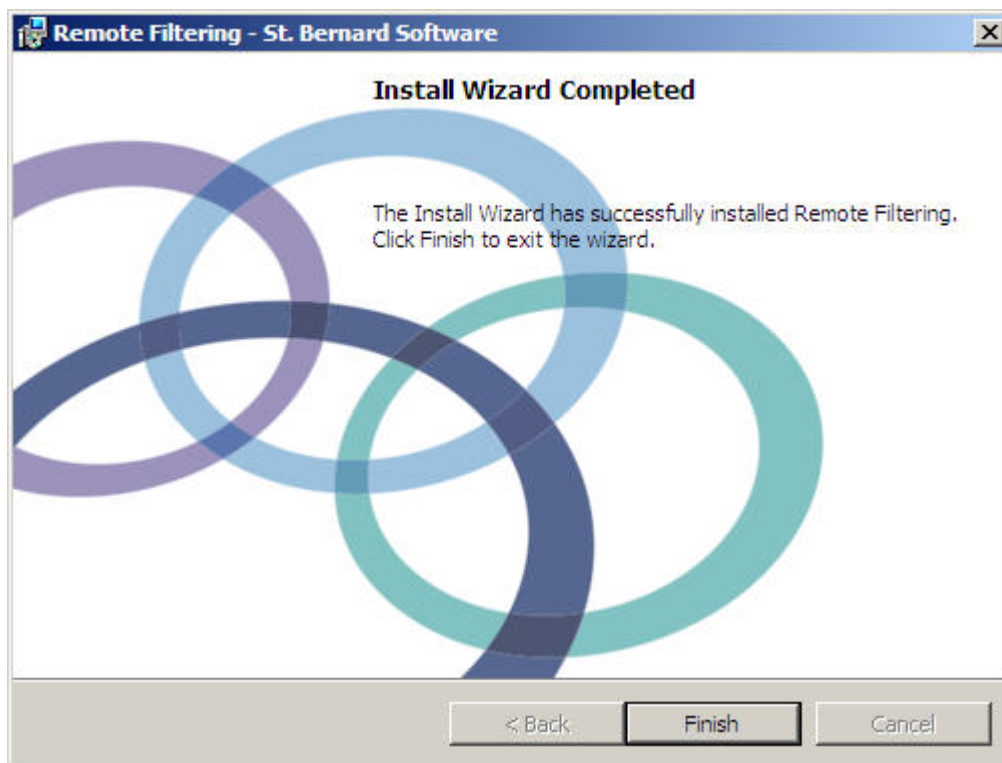 Remote Filtering - St. Bernard Software
Install Wizard Completed
The Install Wizard has successfully installed Remote Filtering.
Click Finish to exit the wizard.
< Back
Finish
Cancel